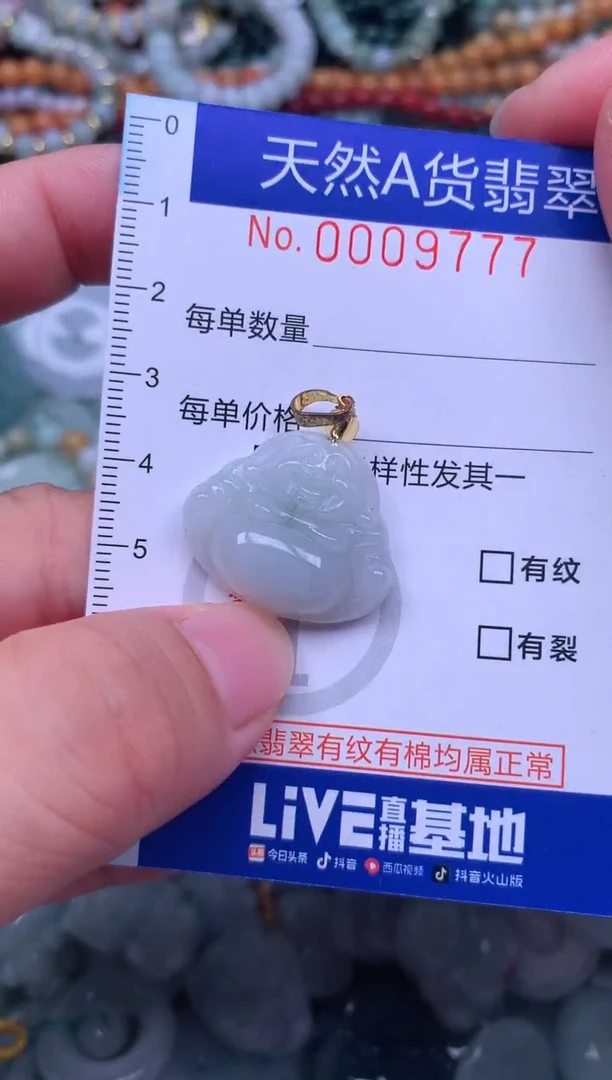 0
天然A货翡翠
1
No. 0009777
2
每单数量
3
每单价格
4
样性发其一
5
□有纹
□有裂
翡翠有纹有棉均属正常
LiVE直播基地
今日头条 抖音 西瓜视频 抖音火山版